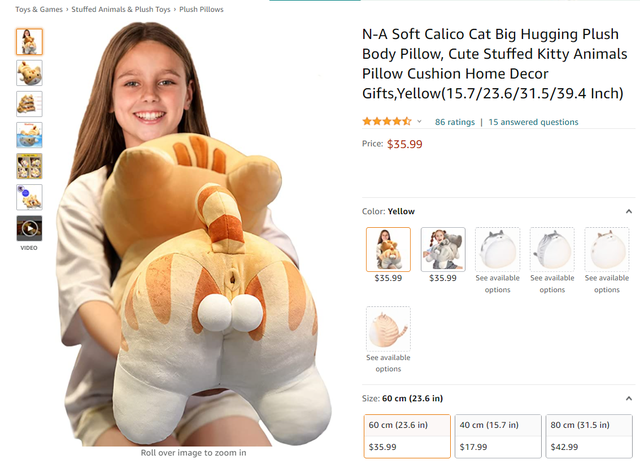 Toys & Games › Stuffed Animals & Plush Toys › Plush Pillows
N-A Soft Calico Cat Big Hugging Plush
Body Pillow, Cute Stuffed Kitty Animals
Pillow Cushion Home Decor
Gifts,Yellow(15.7/23.6/31.5/39.4 Inch)
86 ratings | 15 answered questions
Price: $35.99
Color: Yellow
$35.99
$35.99
See available
options
See available
options
See available
options
See available
options
VIDEO
Roll over image to zoom in
Size: 60 cm (23.6 in)
60 cm (23.6 in)
$35.99
40 cm (15.7 in)
$17.99
80 cm (31.5 in)
$42.99